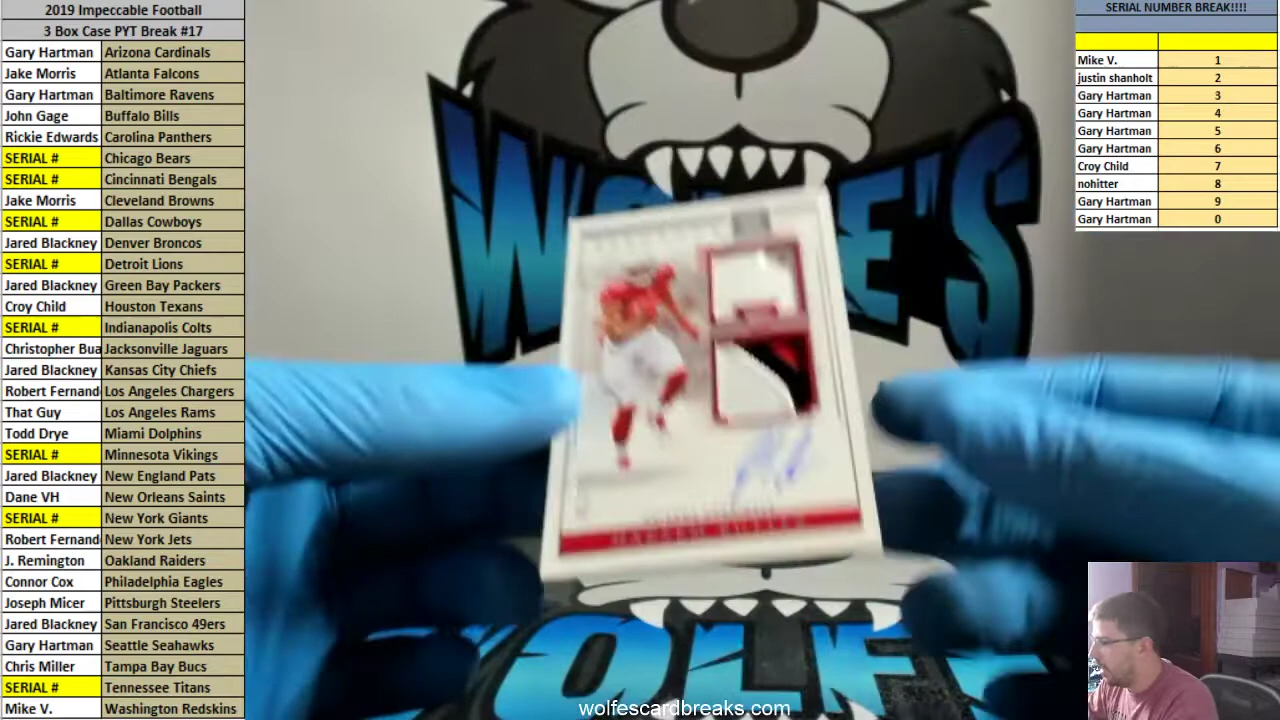 2019 Impeccable Football
3 Box Case PYT Break #17
Gary Hartman Arizona Cardinals
Jake Morris Atlanta Falcons
Gary Hartman Baltimore Ravens
John Gage Buffalo Bills
Rickie Edwards Carolina Panthers
SERIAL # Chicago Bears
SERIAL # Cincinnati Bengals
Jake Morris Cleveland Browns
SERIAL # Dallas Cowboys
Jared Blackney Denver Broncos
SERIAL # Detroit Lions
Jared Blackney Green Bay Packers
Croy Child Houston Texans
SERIAL # Indianapolis Colts
Christopher Bua Jacksonville Jaguars
Jared Blackney Kansas City Chiefs
Robert Fernand Los Angeles Chargers
That Guy Los Angeles Rams
Todd Drye Miami Dolphins
SERIAL # Minnesota Vikings
Jared Blackney New England Pats
Dane VH New Orleans Saints
SERIAL # New York Giants
Robert Fernand New York Jets
J. Remington Oakland Raiders
Connor Cox Philadelphia Eagles
Joseph Micer Pittsburgh Steelers
Jared Blackney San Francisco 49ers
Gary Hartman Seattle Seahawks
Chris Miller Tampa Bay Bucs
SERIAL # Tennessee Titans
Mike V. Washington Redskins
SERIAL NUMBER BREAK!!!!
Mike V. 1
justin shanholt 2
Gary Hartman 3
Gary Hartman 4
Gary Hartman 5
Gary Hartman 6
Croy Child 7
nohitter 8
Gary Hartman 9
Gary Hartman 0
wolfescardbreaks.com